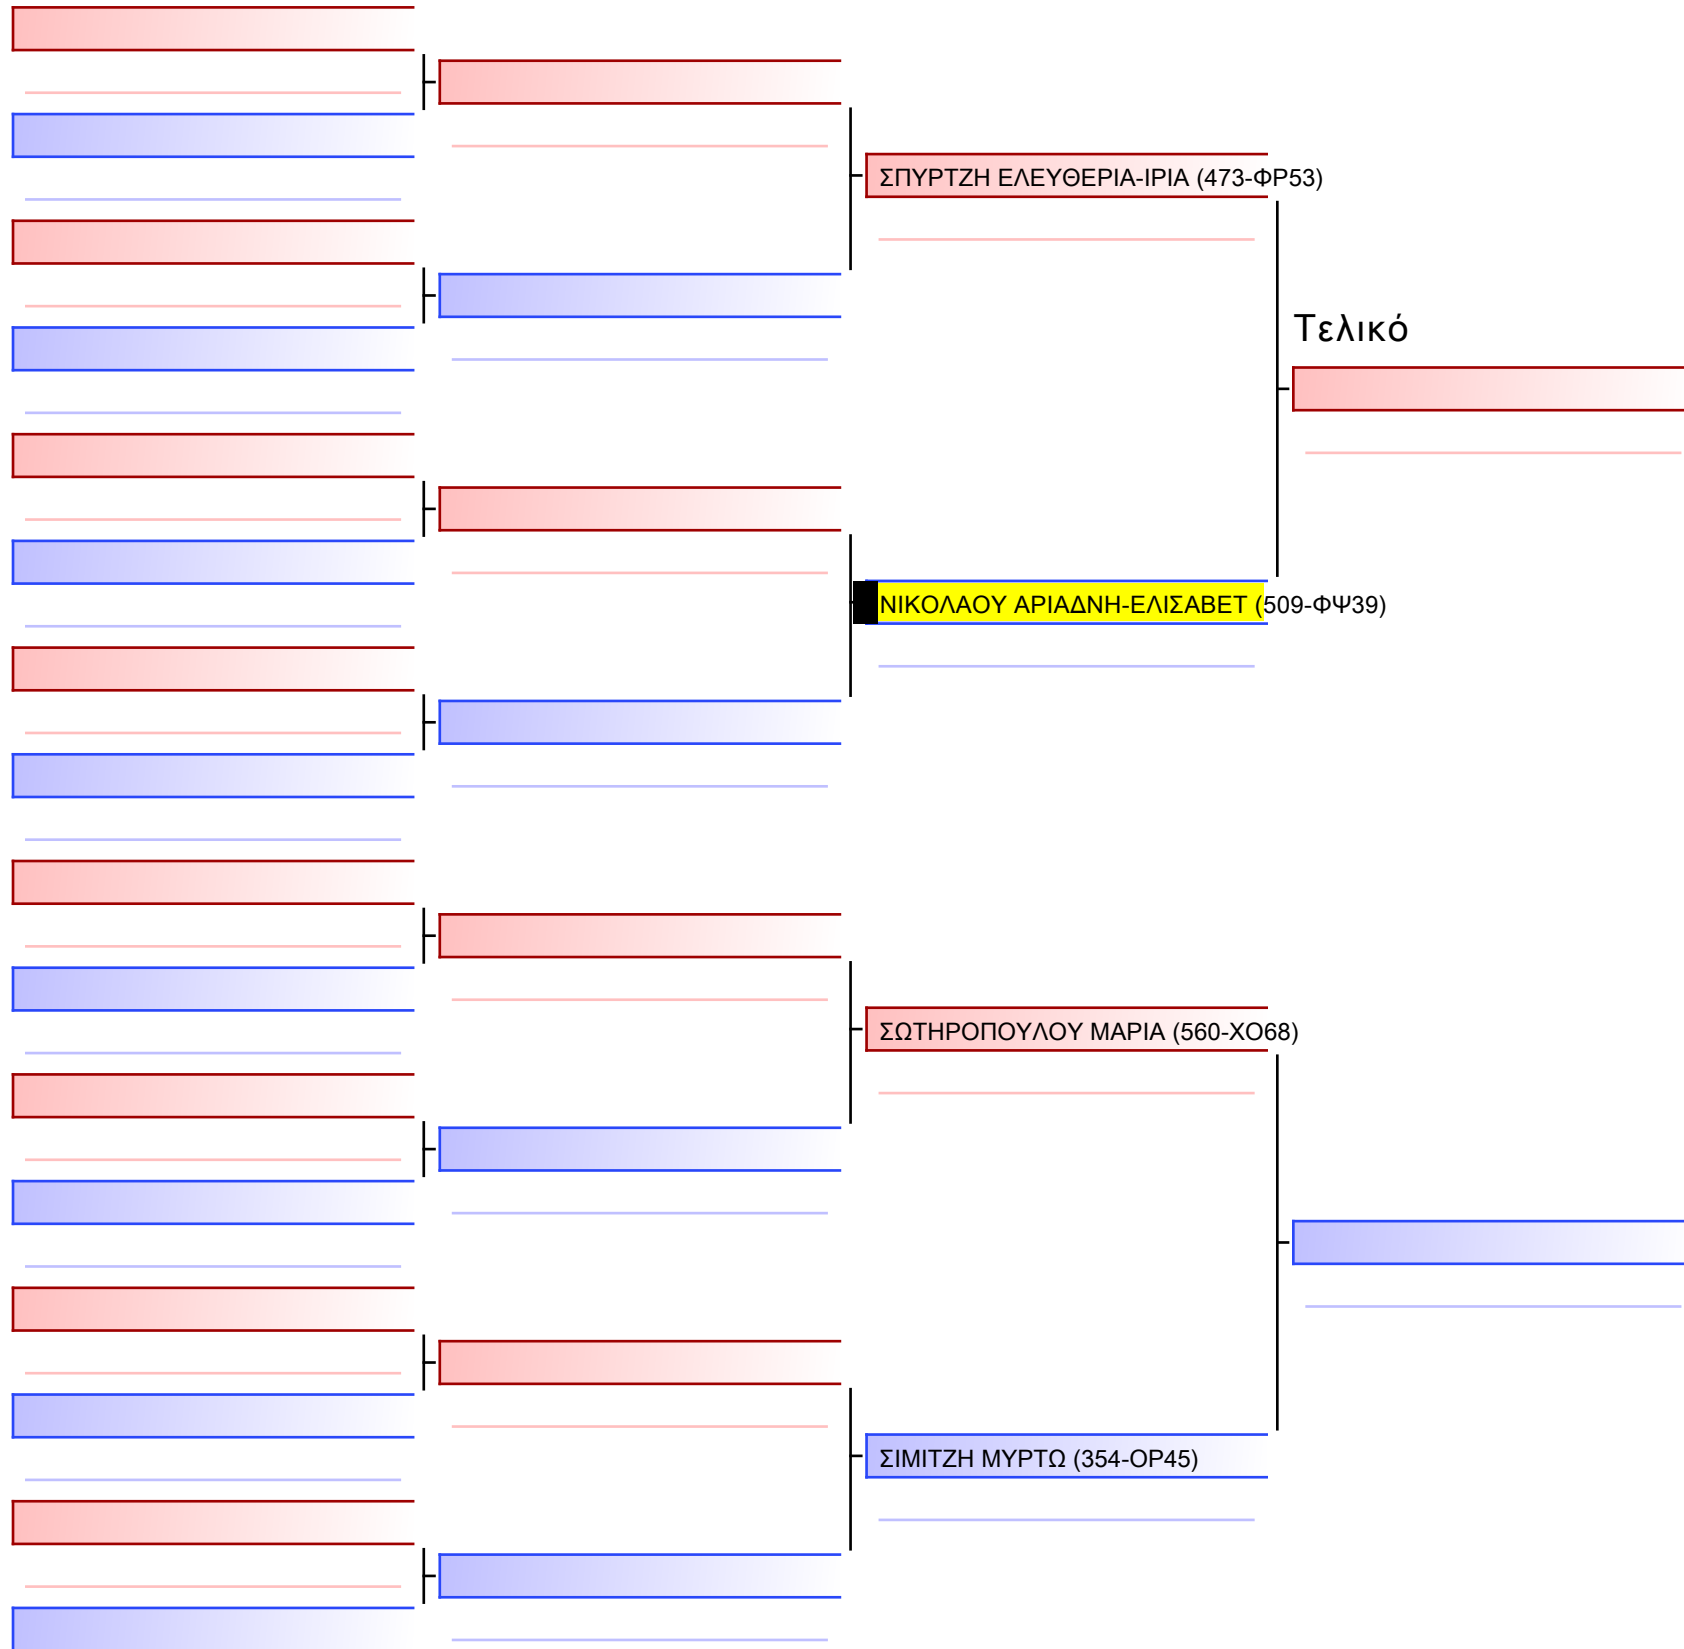 ΣΠΥΡΤΖΗ ΕΛΕΥΘΕΡΙΑ-ΙΡΙΑ (473-ΦΡ53)
Τελικό
ΝΙΚΟΛΑΟΥ ΑΡΙΑΔΝΗ-ΕΛΙΣΑΒΕΤ (509-ΦΨ39)
ΣΩΤΗΡΟΠΟΥΛΟΥ ΜΑΡΙΑ (560-ΧΟ68)
ΣΙΜΙΤΖΗ ΜΥΡΤΩ (354-ΟΡ45)